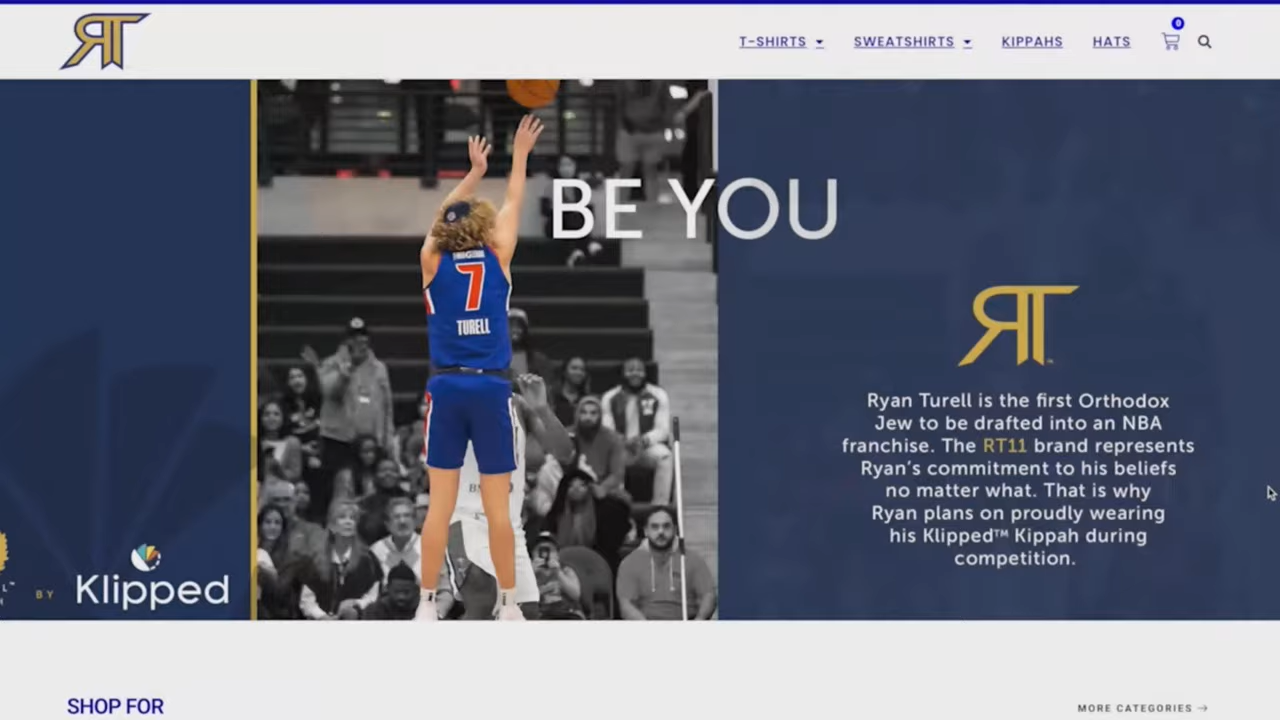 RT
T-SHIRTS
SWEATSHIRTS
KIPPAHS
HATS
0
BE YOU
7
TURELL
RT
Ryan Turell is the first Orthodox
Jew to be drafted into an NBA
franchise. The RT11 brand represents
Ryan's commitment to his beliefs
no matter what. That is why
Ryan plans on proudly wearing
his Klipped™ Kippah during
competition.
BY
Klipped
SHOP FOR
MORE CATEGORIES →